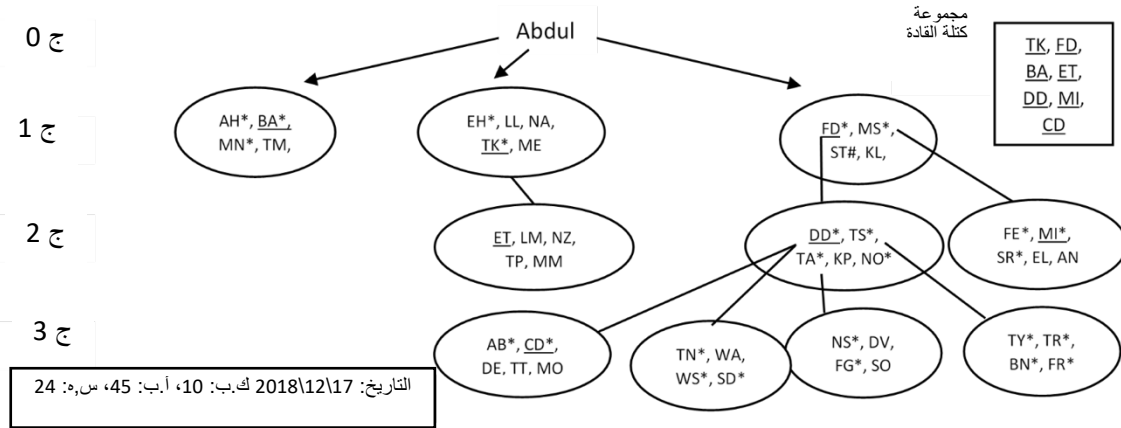 ج 0
Abdul
مجموعة
كتلة القادة
TK, FD,
BA, ET,
DD, MI,
CD
ج 1
AH*, BA*,
MN*, TM,
EH*, LL, NA,
TK*, ME
FD*, MS*,
ST#, KL,
ج 2
ET, LM, NZ,
TP, MM
DD*, TS*,
TA*, KP, NO*
FE*, MI*,
SR*, EL, AN
ج 3
AB*, CD*,
DE, TT, MO
TN*, WA,
WS*, SD*
NS*, DV,
FG*, SO
TY*, TR*,
BN*, FR*
التاريخ: 17\12\2018 ك.ب: 10، أ.ب: 45، س,ه: 24